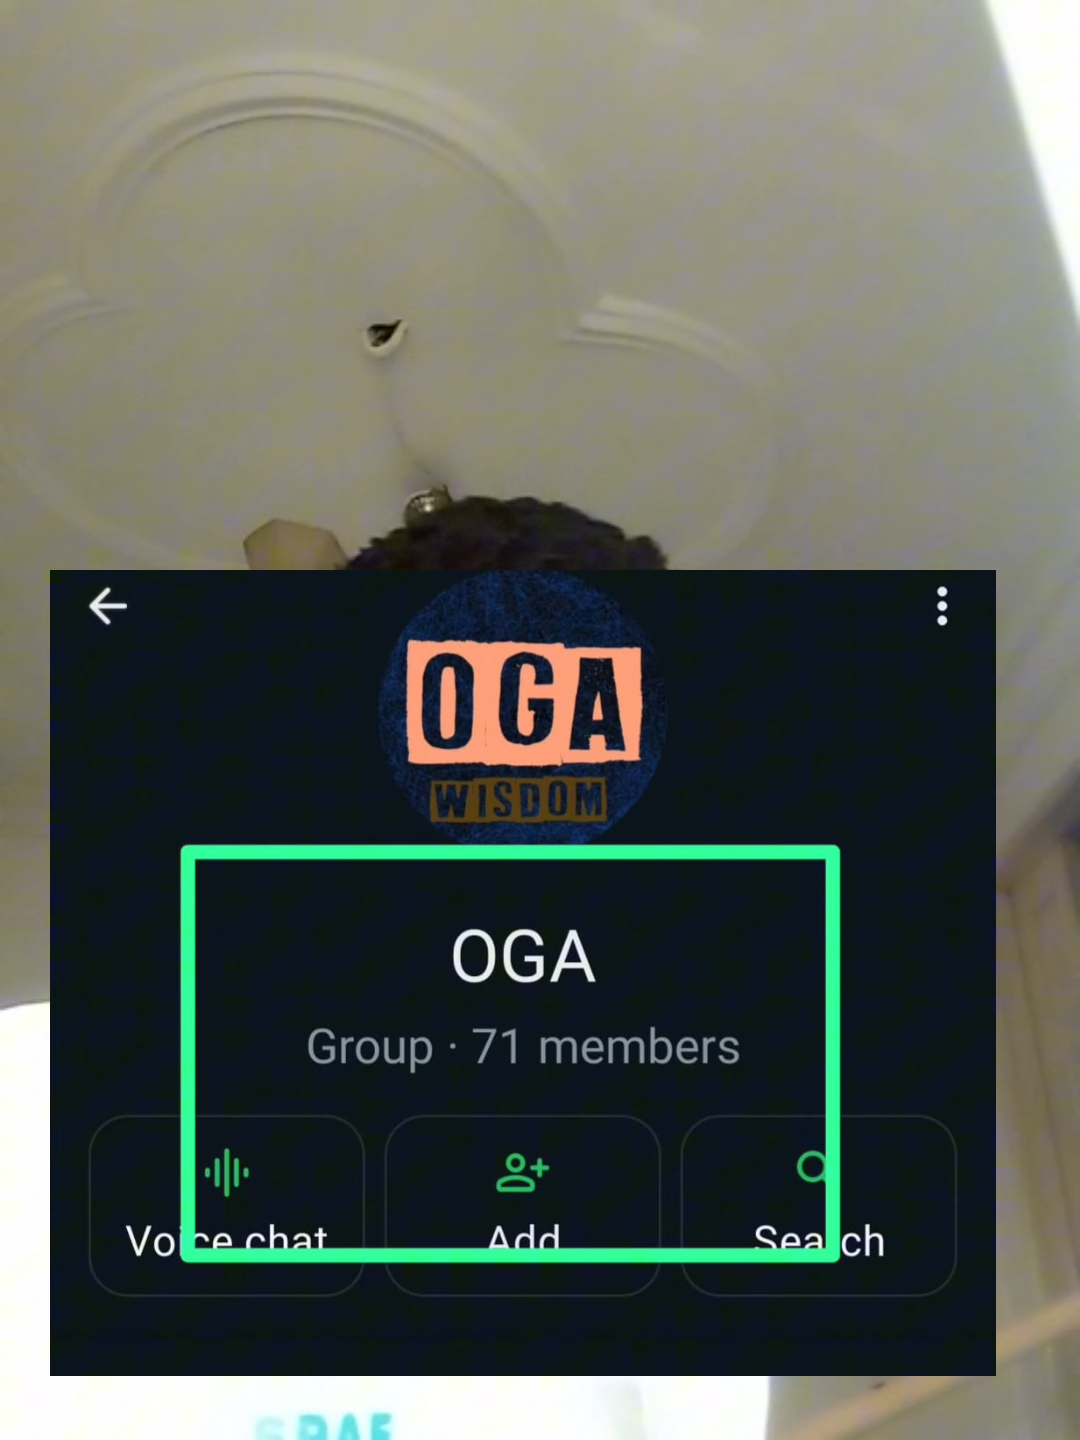 OGA
WISDOM
OGA
Group · 71 members
Voice chat
Add
Search